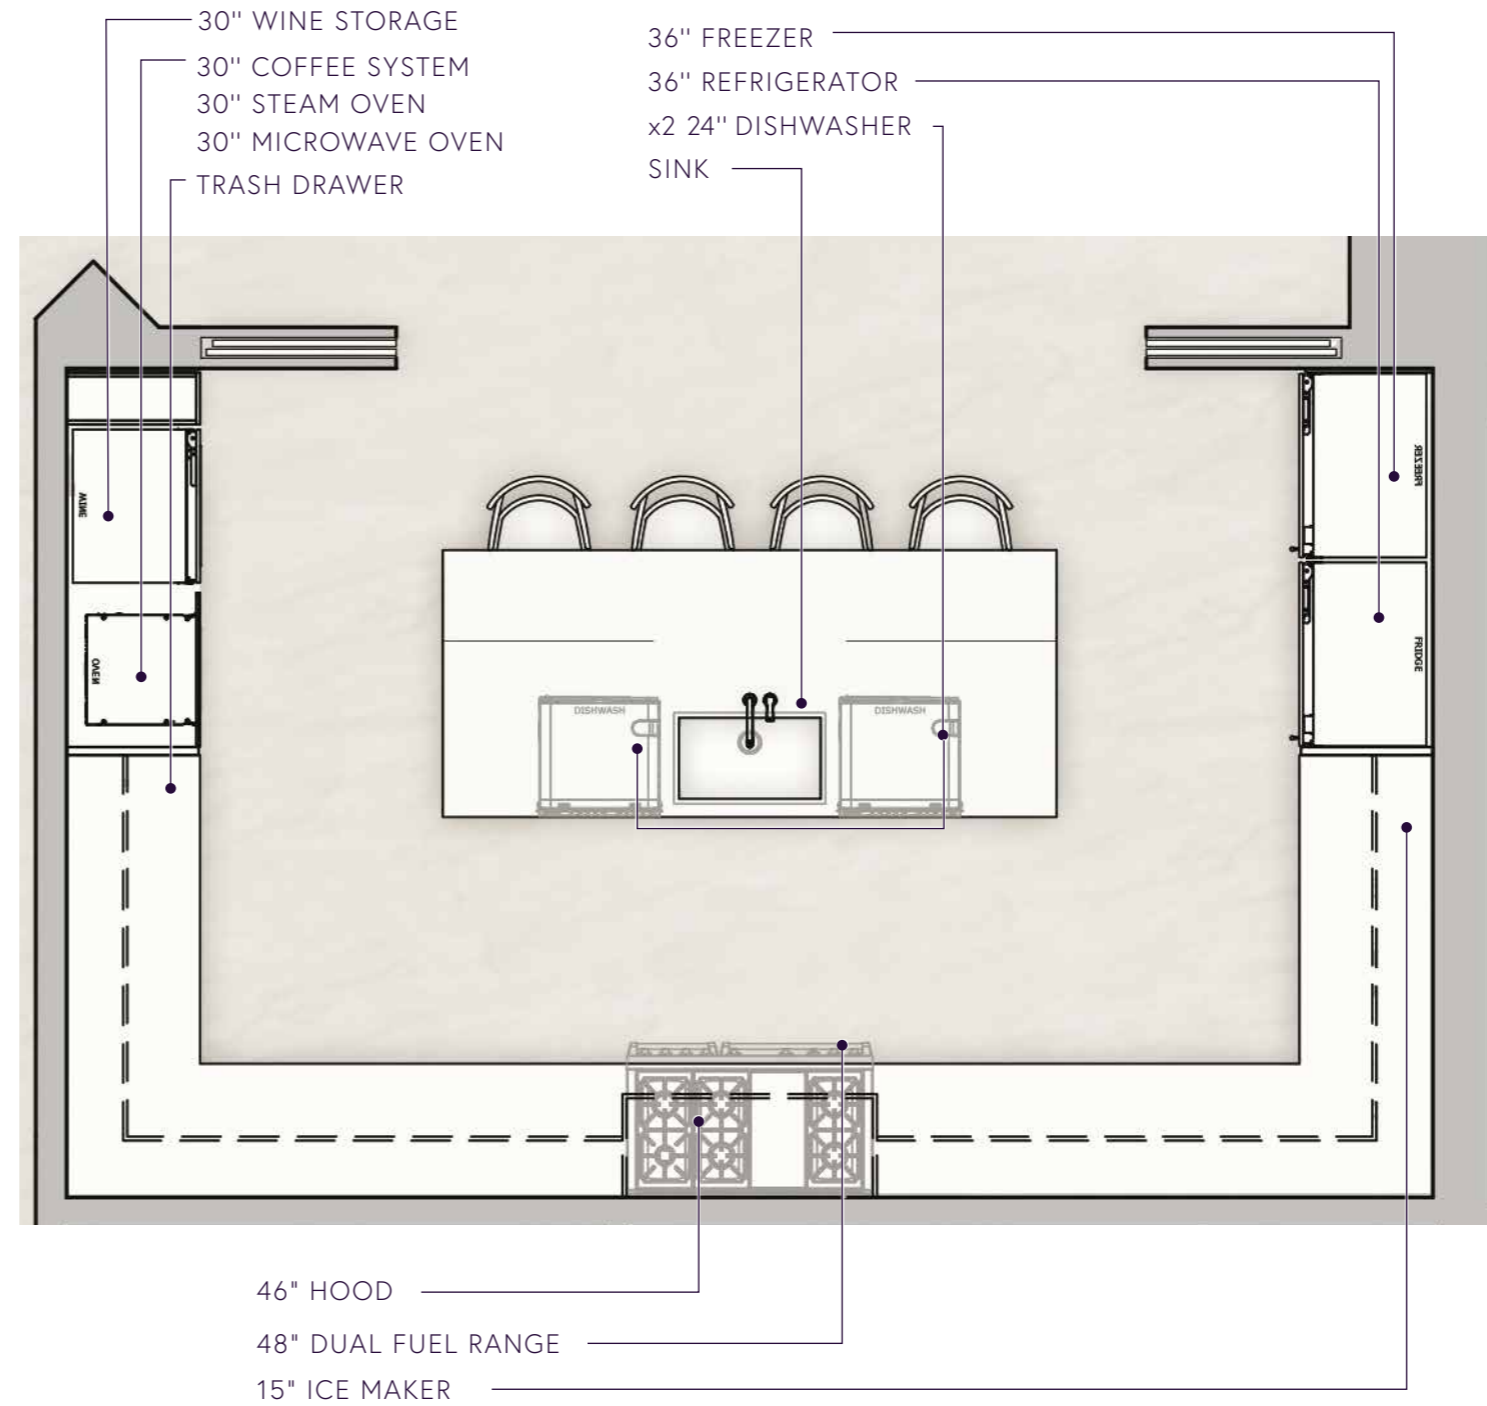 30'' WINE STORAGE
30'' COFFEE SYSTEM
30'' STEAM OVEN
30'' MICROWAVE OVEN
TRASH DRAWER
36'' FREEZER
36'' REFRIGERATOR
x2 24'' DISHWASHER
SINK
WINE
OVEN
FREEZER
FRIDGE
DISHWASH
DISHWASH
46" HOOD
48" DUAL FUEL RANGE
15" ICE MAKER